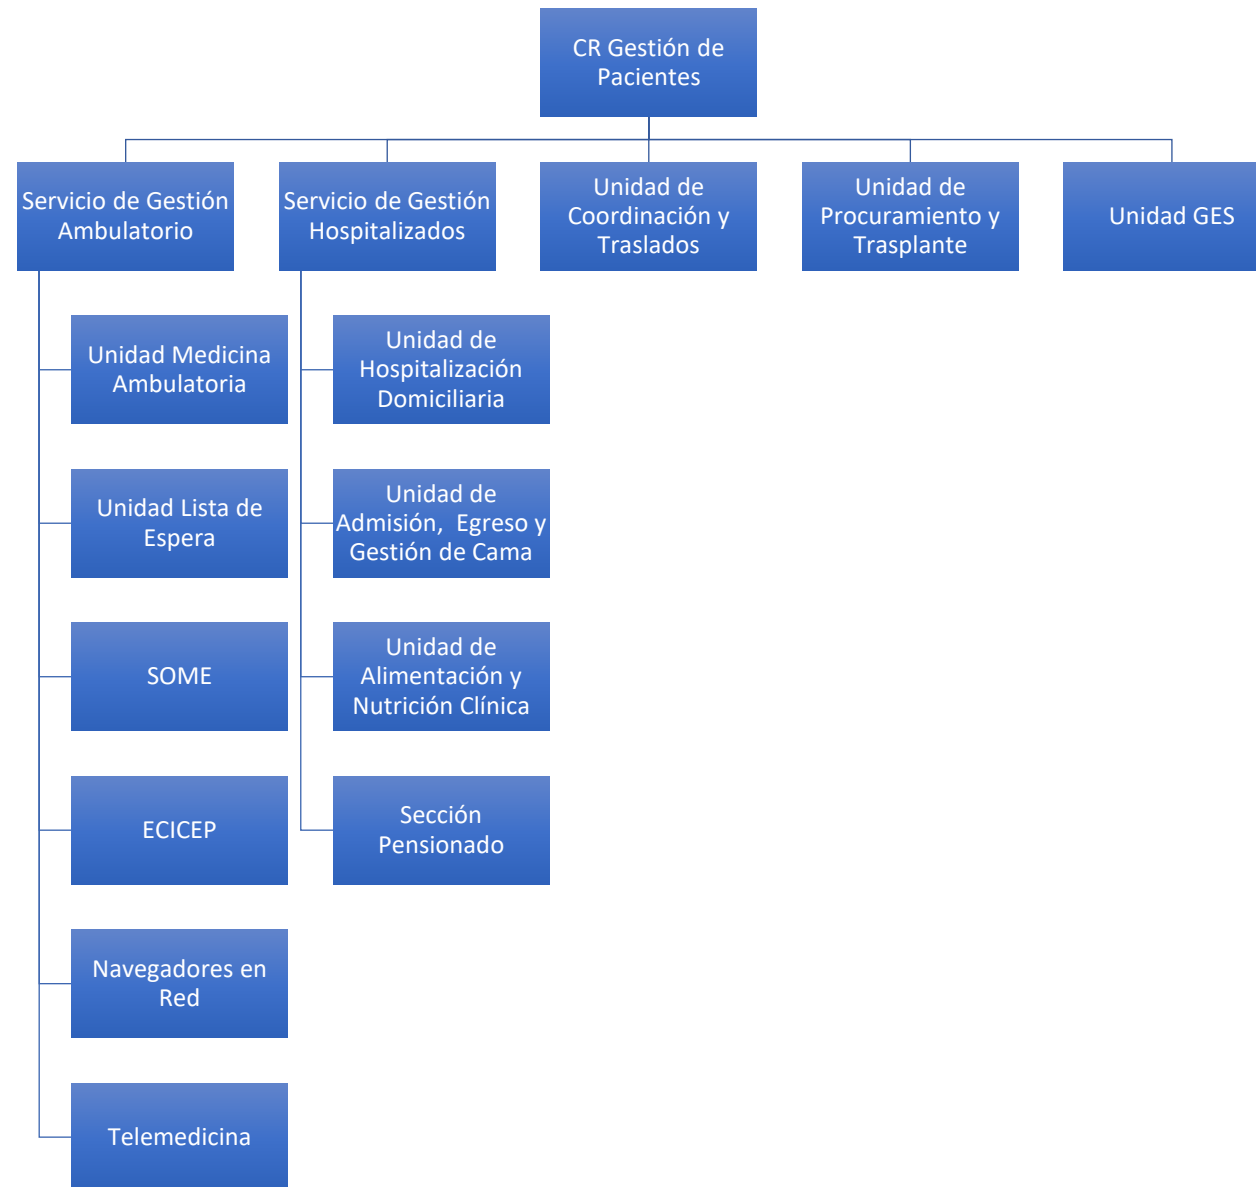 CR Gestión de
Pacientes
Servicio de Gestión
Ambulatorio
Servicio de Gestión
Hospitalizados
Unidad de
Coordinación y
Traslados
Unidad de
Procuramiento y
Trasplante
Unidad GES
Unidad Medicina
Ambulatoria
Unidad de
Hospitalización
Domiciliaria
Unidad Lista de
Espera
Unidad de
Admisión,  Egreso y
Gestión de Cama
SOME
Unidad de
Alimentación y
Nutrición Clínica
ECICEP
Sección
Pensionado
Navegadores en
Red
Telemedicina